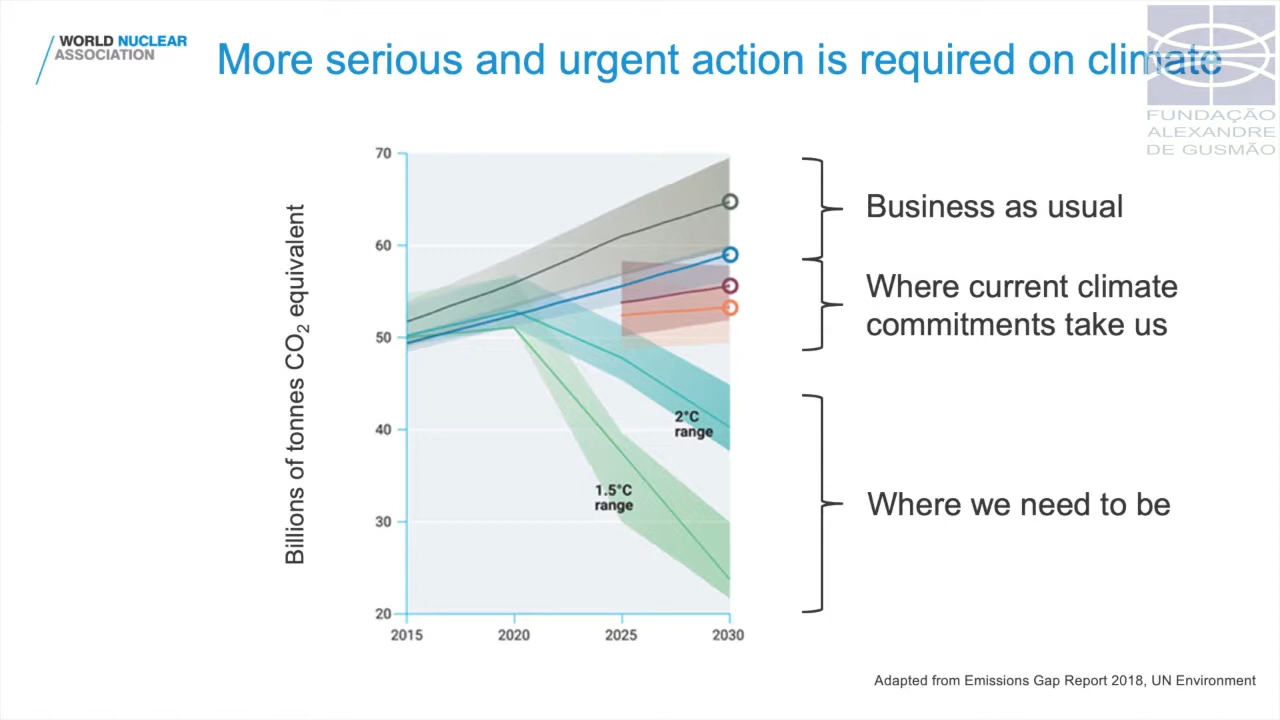 WORLD NUCLEAR
ASSOCIATION
More serious and urgent action is required on climate
FUNDAÇÃO
ALEXANDRE
DE GUSMÃO
Billions of tonnes CO₂ equivalent
70
60
50
40
30
20
2015
2020
2025
2030
2°C
range
1.5°C
range
Business as usual
Where current climate
commitments take us
Where we need to be
Adapted from Emissions Gap Report 2018, UN Environment